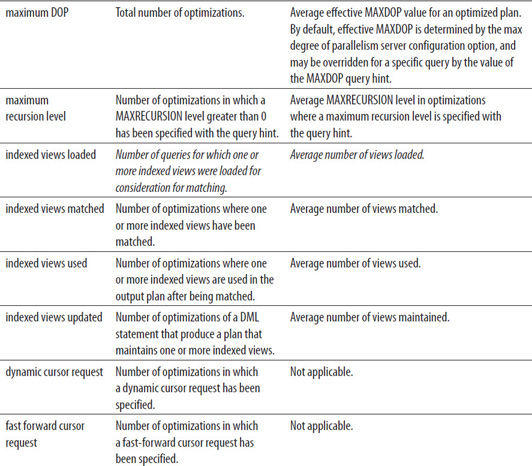 maximum DOP
Total number of optimizations.
Average effective MAXDOP value for an optimized plan.
By default, effective MAXDOP is determined by the max
degree of parallelism server configuration option, and
may be overridden for a specific query by the value of
the MAXDOP query hint.
maximum
recursion level
Number of optimizations in which a
MAXRECURSION level greater than 0
has been specified with the query hint.
Average MAXRECURSION level in optimizations
where a maximum recursion level is specified with
the query hint.
indexed views loaded
Number of queries for which one or
more indexed views were loaded for
consideration for matching.
Average number of views loaded.
indexed views matched
Number of optimizations where one
or more indexed views have been
matched.
Average number of views matched.
indexed views used
Number of optimizations where one
or more indexed views are used in the
output plan after being matched.
Average number of views used.
indexed views updated
Number of optimizations of a DML
statement that produce a plan that
maintains one or more indexed views.
Average number of views maintained.
dynamic cursor request
Number of optimizations in which
a dynamic cursor request has been
specified.
Not applicable.
fast forward cursor
request
Number of optimizations in which
a fast-forward cursor request has
been specified.
Not applicable.